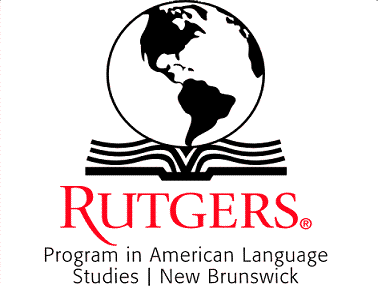 RUTGERS®
Program in American Language
Studies | New Brunswick